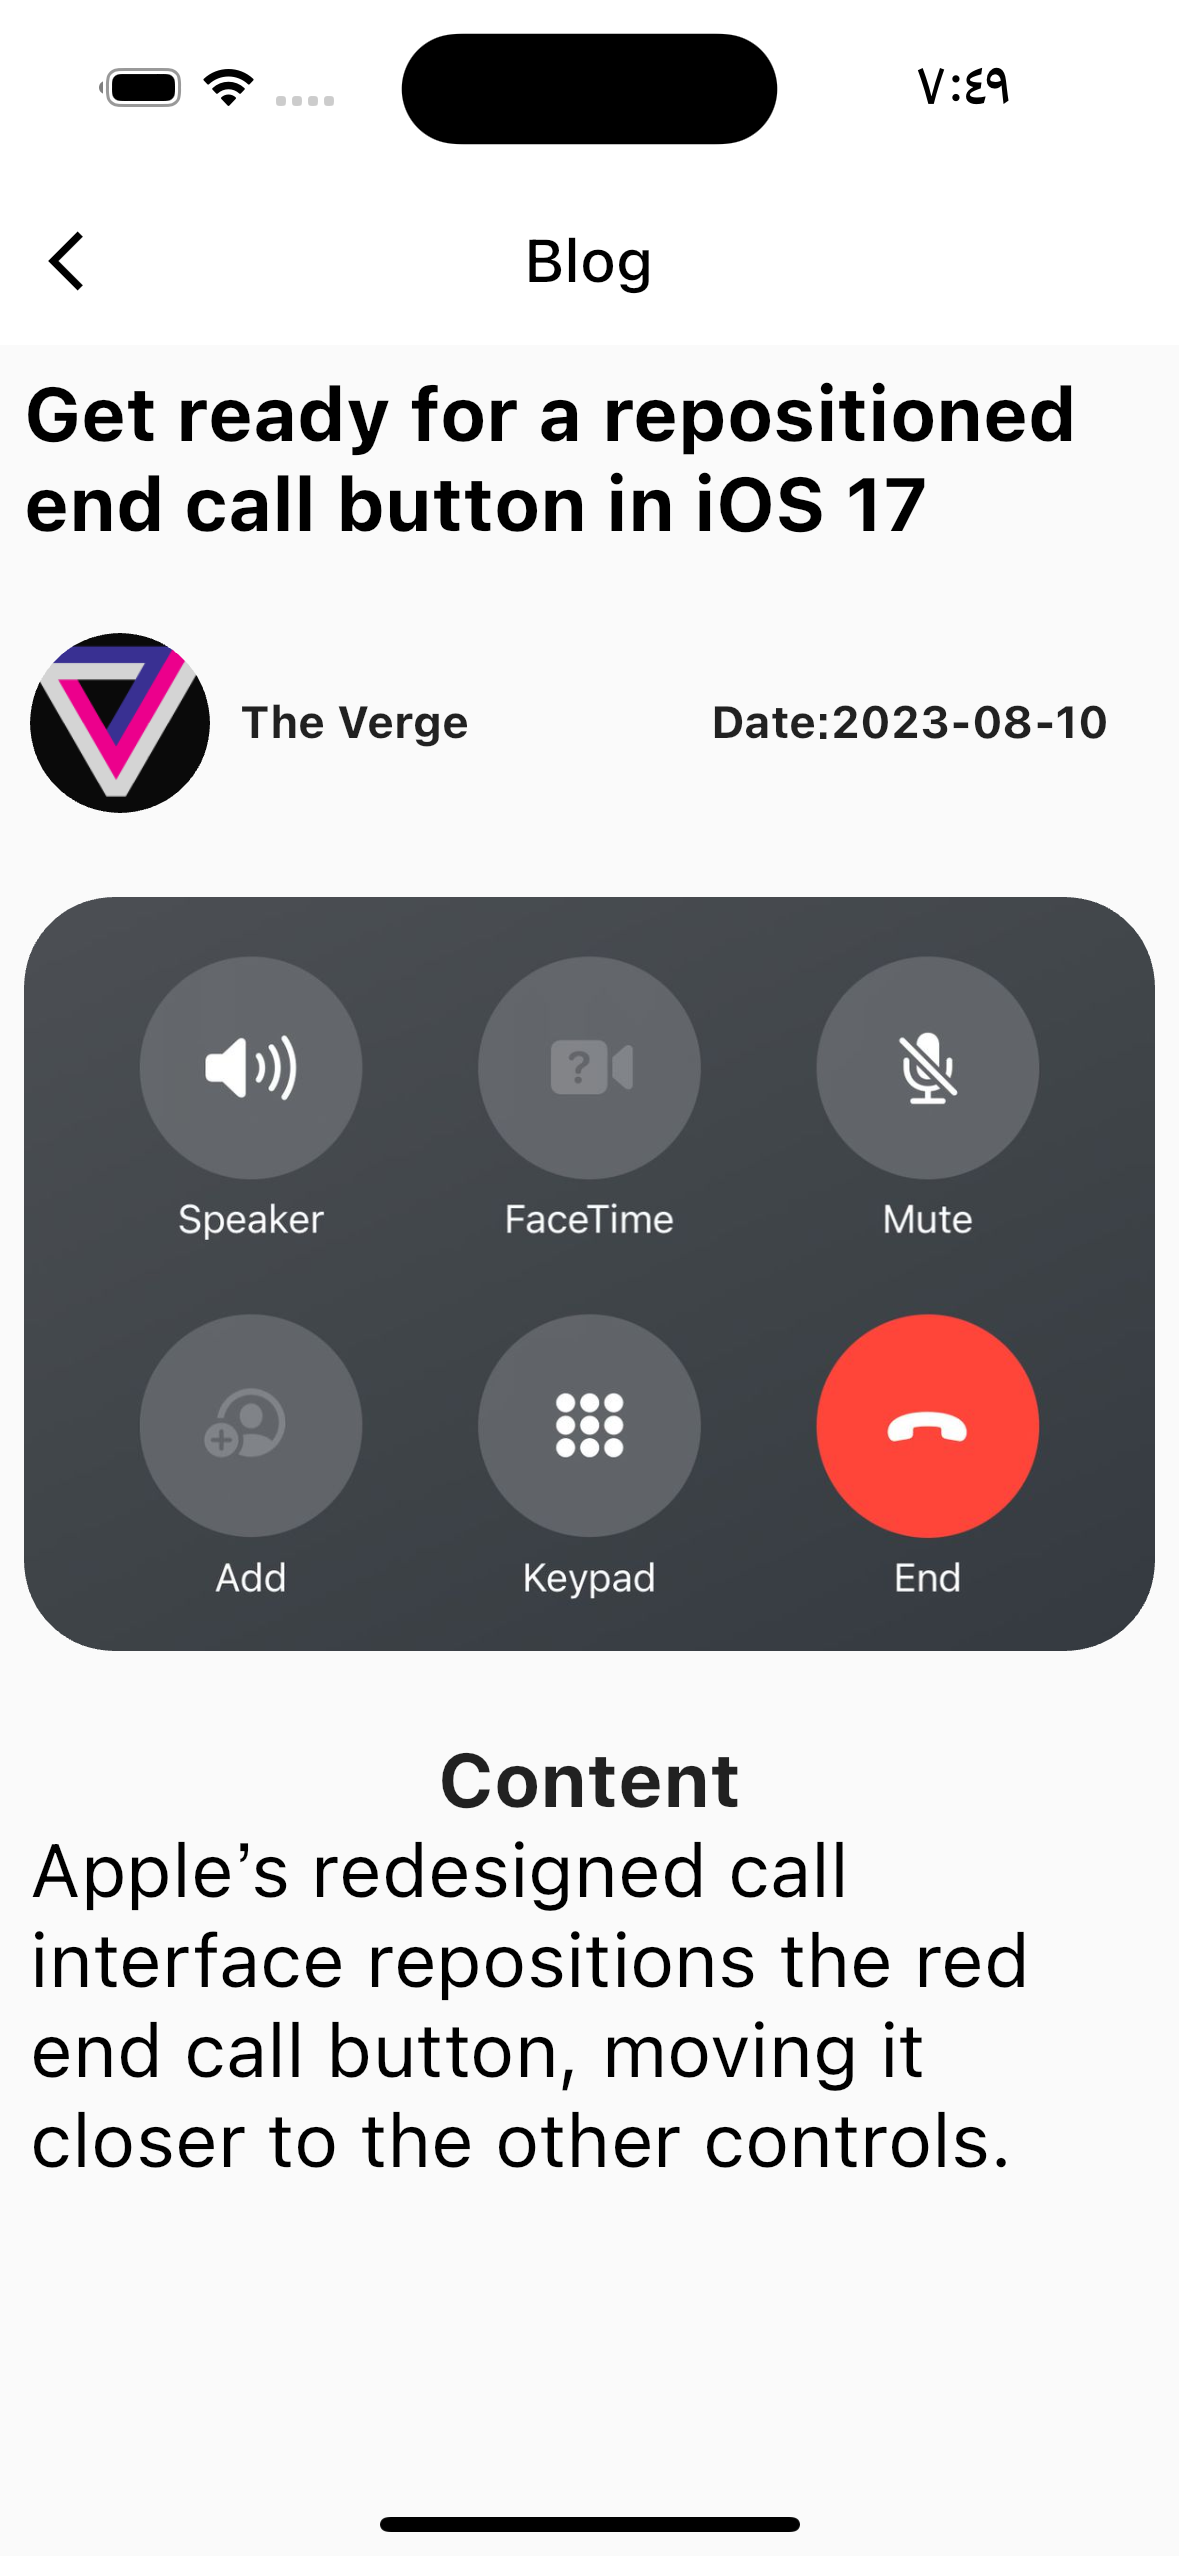 ٧:٤٩
Blog
Get ready for a repositioned
end call button in iOS 17
The Verge
Date:2023-08-10
?
Speaker
FaceTime
Mute
Add
Keypad
End
Content
Apple’s redesigned call
interface repositions the red
end call button, moving it
closer to the other controls.